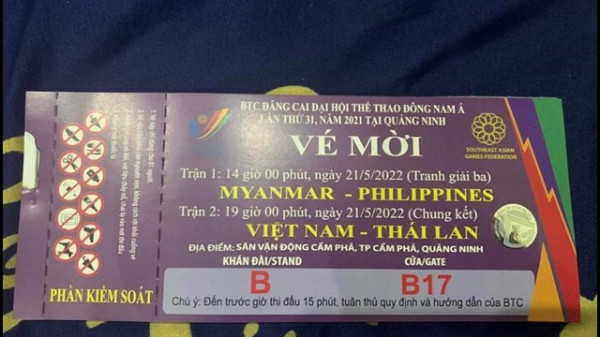 BTC ĐĂNG CAI ĐẠI HỘI THỂ THAO ĐÔNG NAM Á
LẦN THỨ 31, NĂM 2021 TẠI QUẢNG NINH
VÉ MỜI
SOUTHEAST ASIAN
GAMES FEDERATION
Trận 1: 14 giờ 00 phút, ngày 21/5/2022 (Tranh giải ba)
MYANMAR - PHILIPPINES
Trận 2: 19 giờ 00 phút, ngày 21/5/2022 (Chung kết)
VIỆT NAM - THÁI LAN
ĐỊA ĐIỂM: SÂN VẬN ĐỘNG CẨM PHẢ, TP CẨM PHẢ, QUẢNG NINH
KHÁN ĐÀI/STAND
CỬA/GATE
B
B17
Chú ý: Đến trước giờ thi đấu 15 phút, tuân thủ quy định và hướng dẫn của BTC
PHẦN KIỂM SOÁT